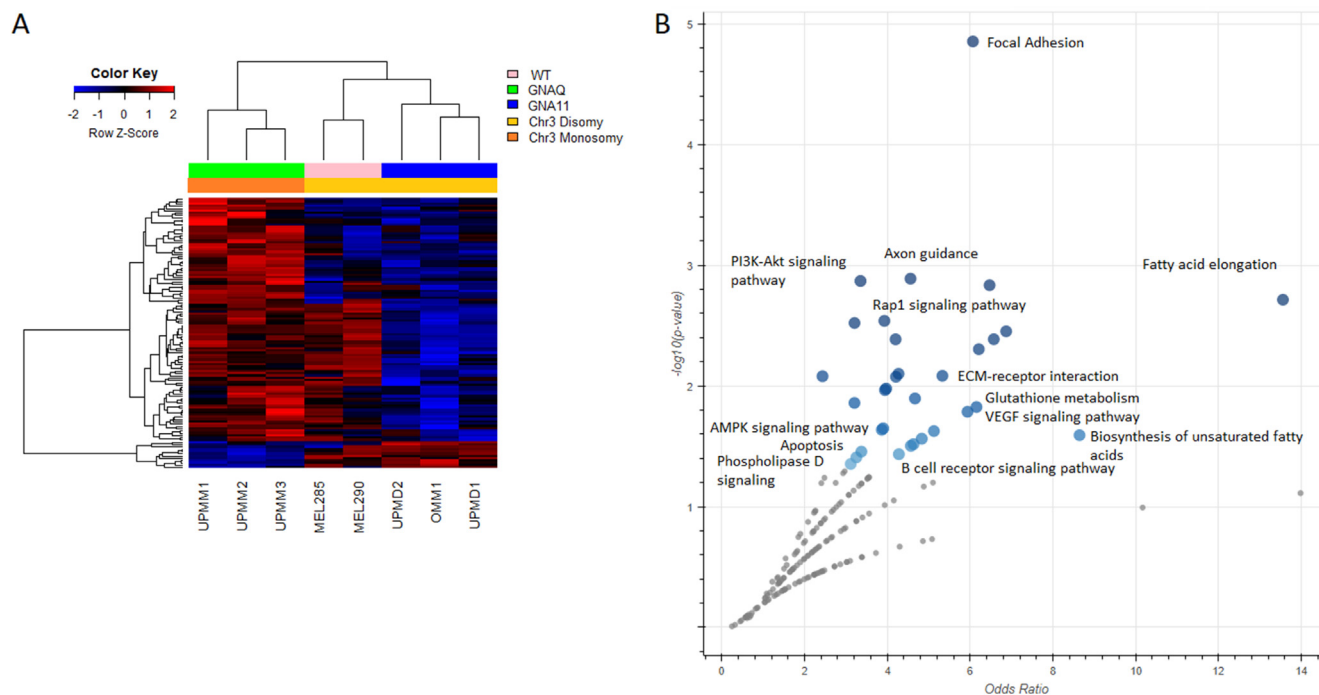 A
Color Key
-2 -1 0 1 2
Row Z-Score
WT
GNAQ
GNA11
Chr3 Disomy
Chr3 Monosomy
UPMM1
UPMM2
UPMM3
MEL285
MEL290
UPMD2
OMM1
UPMD1
B
5
4
3
2
1
-log10(p-value)
Focal Adhesion
PI3K-Akt signaling
pathway
Axon guidance
Fatty acid elongation
Rap1 signaling pathway
ECM-receptor interaction
Glutathione metabolism
VEGF signaling pathway
AMPK signaling pathway
Apoptosis
Biosynthesis of unsaturated fatty
acids
Phospholipase D
signaling
B cell receptor signaling pathway
0 2 4 6 8 10 12 14
Odds Ratio